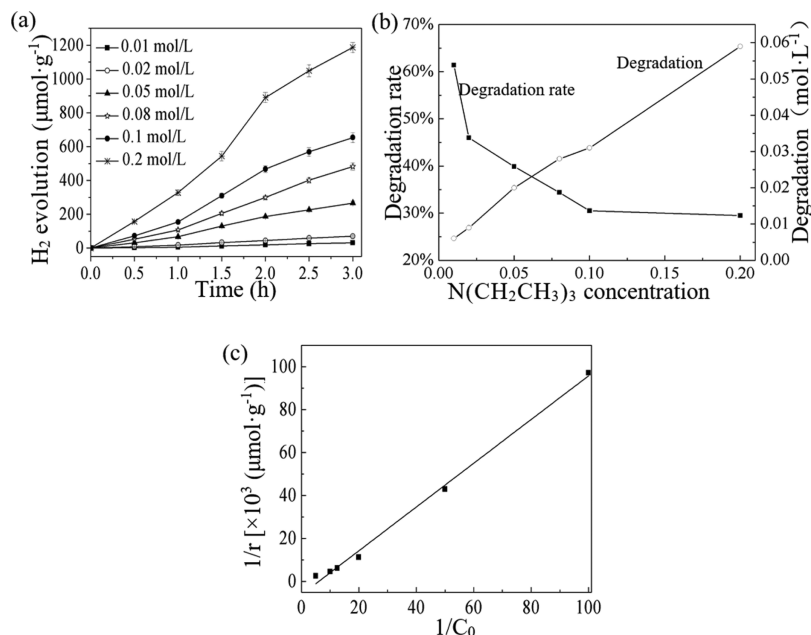 (a)
1200
1000
800
600
400
200
0
H₂ evolution (μmol·g⁻¹)
0.01 mol/L
0.02 mol/L
0.05 mol/L
0.08 mol/L
0.1 mol/L
0.2 mol/L
0.0 0.5 1.0 1.5 2.0 2.5 3.0
Time (h)
(b)
70%
60%
50%
40%
30%
20%
Degradation rate
Degradation rate
Degradation
0.06
0.05
0.04
0.03
0.02
0.01
0.00
Degradation (mol·L⁻¹)
0.00 0.05 0.10 0.15 0.20
N(CH₂CH₃)₃ concentration
(c)
100
80
60
40
20
0
1/r [×10³ (μmol·g⁻¹)]
0 20 40 60 80 100
1/C₀